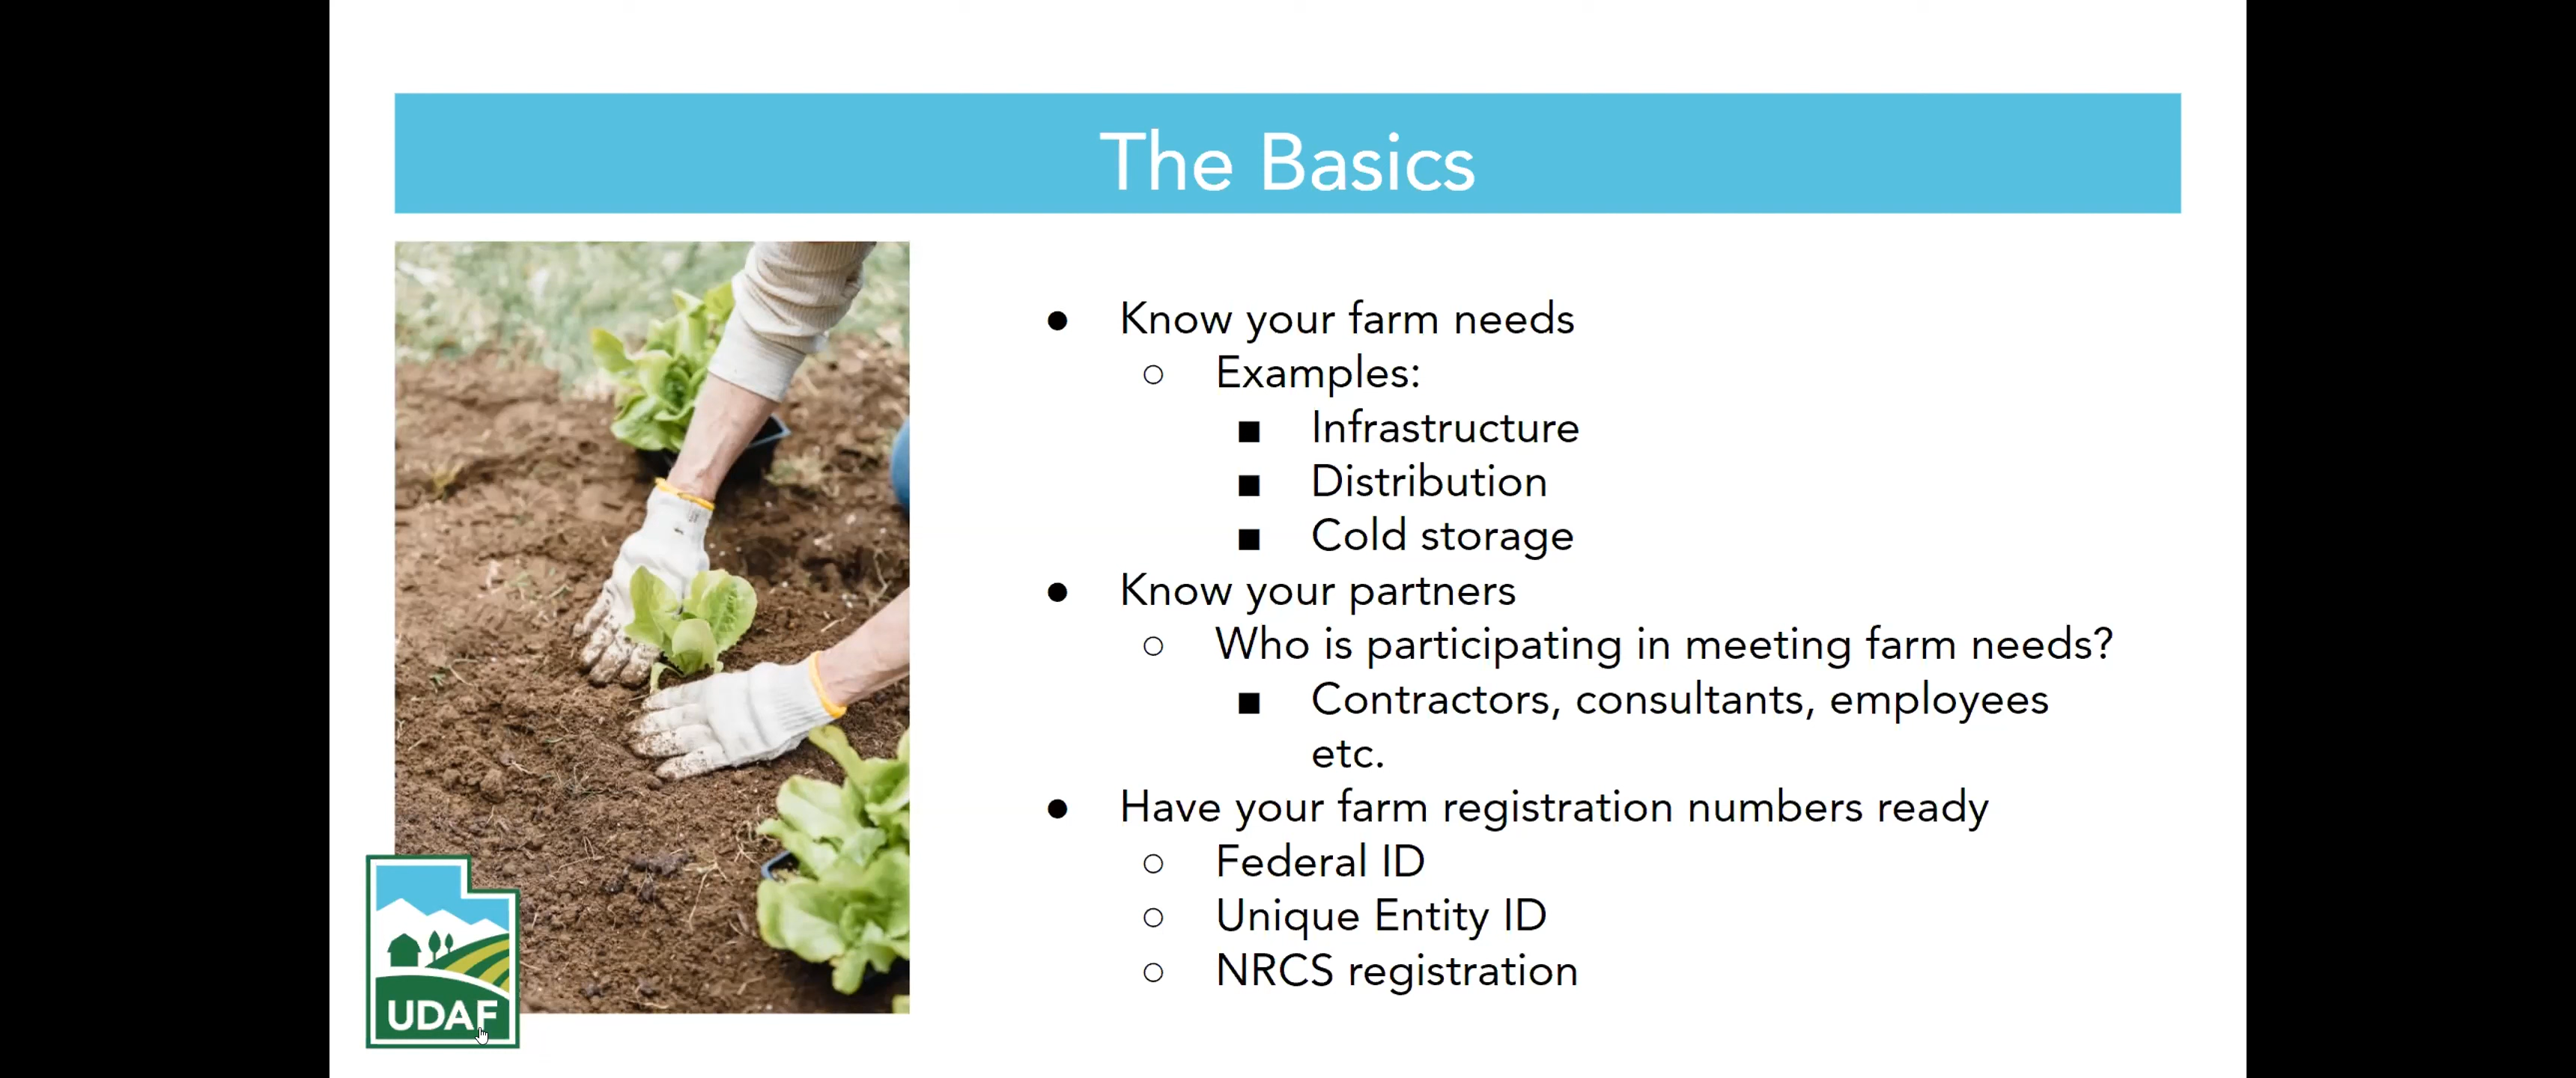 The Basics
● Know your farm needs
○ Examples:
■ Infrastructure
■ Distribution
■ Cold storage
● Know your partners
○ Who is participating in meeting farm needs?
■ Contractors, consultants, employees
etc.
● Have your farm registration numbers ready
○ Federal ID
○ Unique Entity ID
○ NRCS registration
UDAF